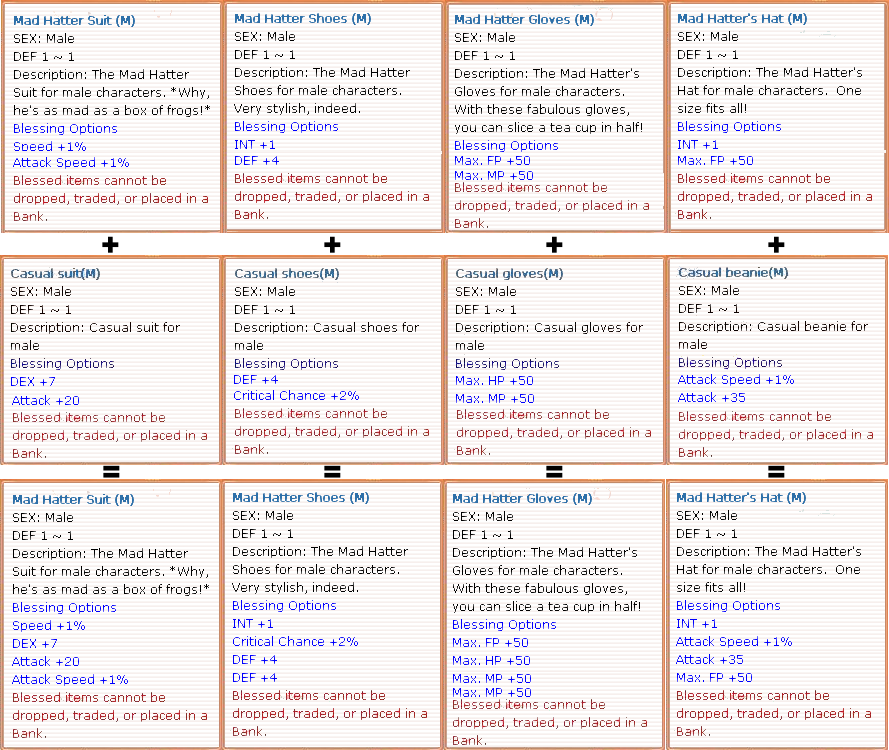 Mad Hatter Suit (M)
SEX: Male
DEF 1 ~ 1
Description: The Mad Hatter
Suit for male characters. *Why,
he's as mad as a box of frogs!*
Blessing Options
Speed +1%
Attack Speed +1%
Blessed items cannot be
dropped, traded, or placed in a
Bank.
Mad Hatter Shoes (M)
SEX: Male
DEF 1 ~ 1
Description: The Mad Hatter
Shoes for male characters.
Very stylish, indeed.
Blessing Options
INT +1
DEF +4
Blessed items cannot be
dropped, traded, or placed in a
Bank.
Mad Hatter Gloves (M)
SEX: Male
DEF 1 ~ 1
Description: The Mad Hatter's
Gloves for male characters.
With these fabulous gloves,
you can slice a tea cup in half!
Blessing Options
Max. FP +50
Max. MP +50
Blessed items cannot be
dropped, traded, or placed in a
Bank.
Mad Hatter's Hat (M)
SEX: Male
DEF 1 ~ 1
Description: The Mad Hatter's
Hat for male characters. One
size fits all!
Blessing Options
INT +1
Max. FP +50
Blessed items cannot be
dropped, traded, or placed in a
Bank.
+ + + +
Casual suit(M)
SEX: Male
DEF 1 ~ 1
Description: Casual suit for
male
Blessing Options
DEX +7
Attack +20
Blessed items cannot be
dropped, traded, or placed in a
Bank.
Casual shoes(M)
SEX: Male
DEF 1 ~ 1
Description: Casual shoes for
male
Blessing Options
DEF +4
Critical Chance +2%
Blessed items cannot be
dropped, traded, or placed in a
Bank.
Casual gloves(M)
SEX: Male
DEF 1 ~ 1
Description: Casual gloves for
male
Blessing Options
Max. HP +50
Max. MP +50
Blessed items cannot be
dropped, traded, or placed in a
Bank.
Casual beanie(M)
SEX: Male
DEF 1 ~ 1
Description: Casual beanie for
male
Blessing Options
Attack Speed +1%
Attack +35
Blessed items cannot be
dropped, traded, or placed in a
Bank.
= = = =
Mad Hatter Suit (M)
SEX: Male
DEF 1 ~ 1
Description: The Mad Hatter
Suit for male characters. *Why,
he's as mad as a box of frogs!*
Blessing Options
Speed +1%
DEX +7
Attack +20
Attack Speed +1%
Blessed items cannot be
dropped, traded, or placed in a
Bank.
Mad Hatter Shoes (M)
SEX: Male
DEF 1 ~ 1
Description: The Mad Hatter
Shoes for male characters.
Very stylish, indeed.
Blessing Options
INT +1
Critical Chance +2%
DEF +4
DEF +4
Blessed items cannot be
dropped, traded, or placed in a
Bank.
Mad Hatter Gloves (M)
SEX: Male
DEF 1 ~ 1
Description: The Mad Hatter's
Gloves for male characters.
With these fabulous gloves,
you can slice a tea cup in half!
Blessing Options
Max. FP +50
Max. HP +50
Max. MP +50
Max. MP +50
Blessed items cannot be
dropped, traded, or placed in a
Bank.
Mad Hatter's Hat (M)
SEX: Male
DEF 1 ~ 1
Description: The Mad Hatter's
Hat for male characters. One
size fits all!
Blessing Options
INT +1
Attack Speed +1%
Attack +35
Max. FP +50
Blessed items cannot be
dropped, traded, or placed in a
Bank.